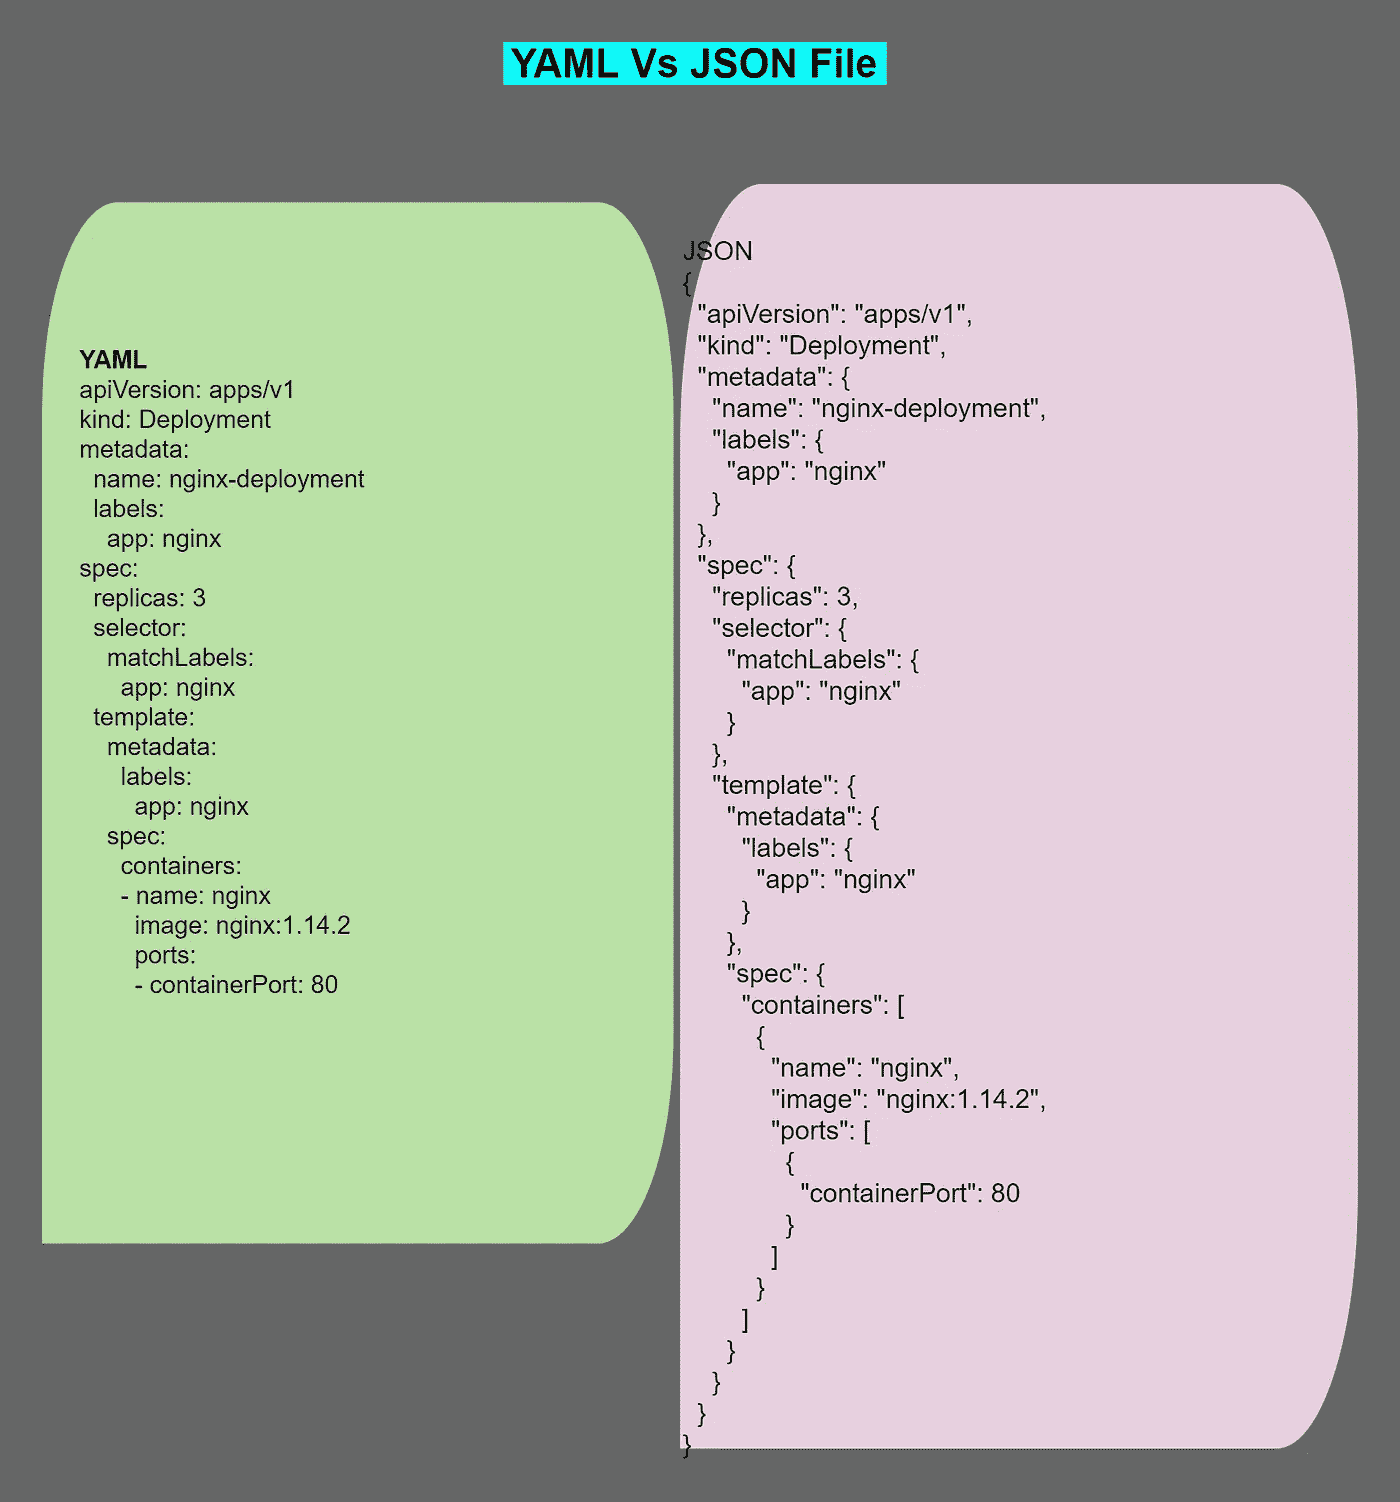 YAML Vs JSON File
YAML
apiVersion: apps/v1
kind: Deployment
metadata:
  name: nginx-deployment
  labels:
    app: nginx
spec:
  replicas: 3
  selector:
    matchLabels:
      app: nginx
  template:
    metadata:
      labels:
        app: nginx
    spec:
      containers:
      - name: nginx
        image: nginx:1.14.2
        ports:
        - containerPort: 80
JSON
{
  "apiVersion": "apps/v1",
  "kind": "Deployment",
  "metadata": {
    "name": "nginx-deployment",
    "labels": {
      "app": "nginx"
    }
  },
  "spec": {
    "replicas": 3,
    "selector": {
      "matchLabels": {
        "app": "nginx"
      }
    },
    "template": {
      "metadata": {
        "labels": {
          "app": "nginx"
        }
      },
      "spec": {
        "containers": [
          {
            "name": "nginx",
            "image": "nginx:1.14.2",
            "ports": [
              {
                "containerPort": 80
              }
            ]
          }
        ]
      }
    }
  }
}